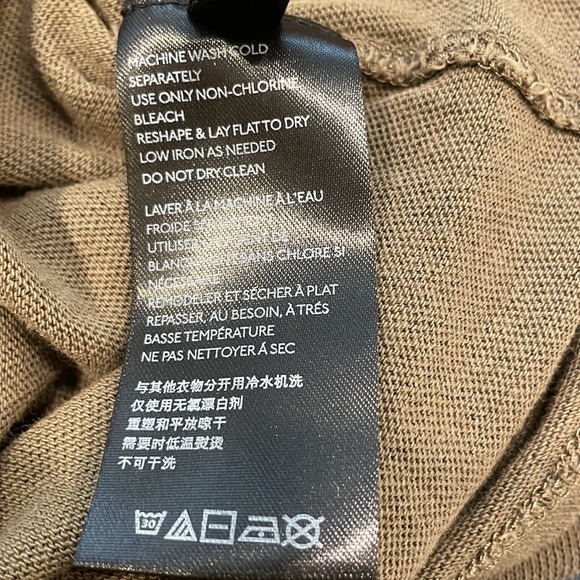 MACHINE WASH COLD
SEPARATELY
USE ONLY NON-CHLORINE
BLEACH
RESHAPE & LAY FLAT TO DRY
LOW IRON AS NEEDED
DO NOT DRY CLEAN
LAVER À LA MACHINE À L'EAU
FROIDE
CHLORE SI
REMODELER ET SÉCHER À PLAT
REPASSER, AU BESOIN, À TRÉS
BASSE TEMPÉRATURE
NE PAS NETTOYER À SEC
与其他衣物分开用冷水机洗
仅使用无氯漂白剂
重塑和平放晾干
需要时低温熨烫
不可干洗
30